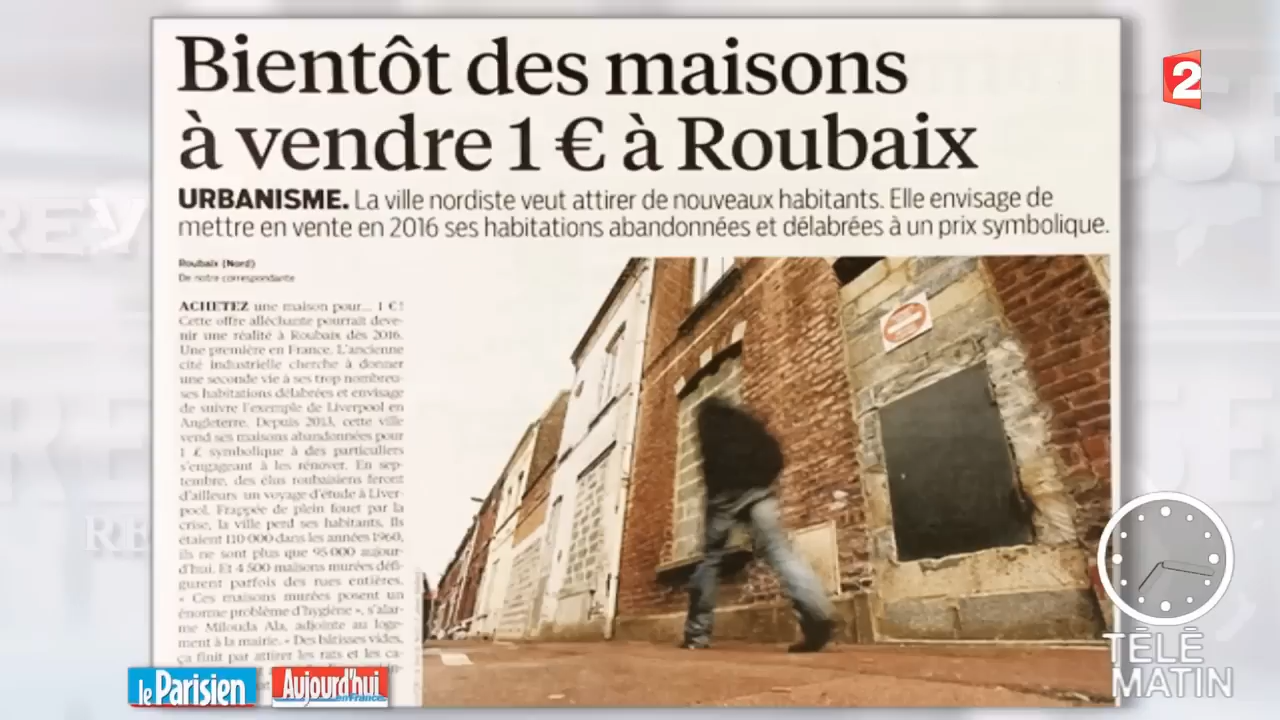 Bientôt des maisons
à vendre 1 € à Roubaix
URBANISME. La ville nordiste veut attirer de nouveaux habitants. Elle envisage de
mettre en vente en 2016 ses habitations abandonnées et délabrées à un prix symbolique.
Roubaix (Nord)
De notre correspondante
ACHETEZ une maison pour... 1 € !
Cette offre alléchante pourrait deve-
nir une réalité à Roubaix dès 2016.
Une première en France. L'ancienne
cité industrielle cherche à donner
une seconde vie à ses trop nombreu-
ses habitations délabrées et envisage
de suivre l'exemple de Liverpool en
Angleterre. Depuis 2013, cette ville
vend ses maisons abandonnées pour
1 £ symbolique à des particuliers
s'engageant à les rénover. En sep-
tembre, des élus roubaisiens feront
d'ailleurs un voyage d'étude à Liver-
pool. Frappée de plein fouet par la
crise, la ville perd ses habitants. Ils
étaient 110 000 dans les années 1960,
ils ne sont plus que 95 000 aujour-
d'hui. Et 4 500 maisons murées défi-
gurent parfois des rues entières.
« Ces maisons murées posent un
énorme problème d'hygiène », s'alar-
me Milouda Ala, adjointe au loge-
ment à la mairie. « Des bâtisses vides,
ça finit par attirer les rats et les ca-
le Parisien
Aujourd'hui
en France
2
TÉLÉ
MATIN